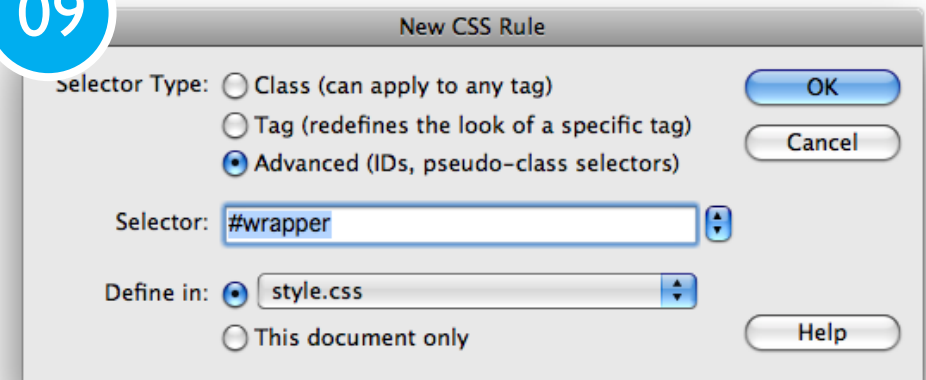 09
New CSS Rule
Selector Type: Class (can apply to any tag)
OK
Tag (redefines the look of a specific tag)
Cancel
Advanced (IDs, pseudo-class selectors)
Selector: #wrapper
Define in: style.css
This document only
Help